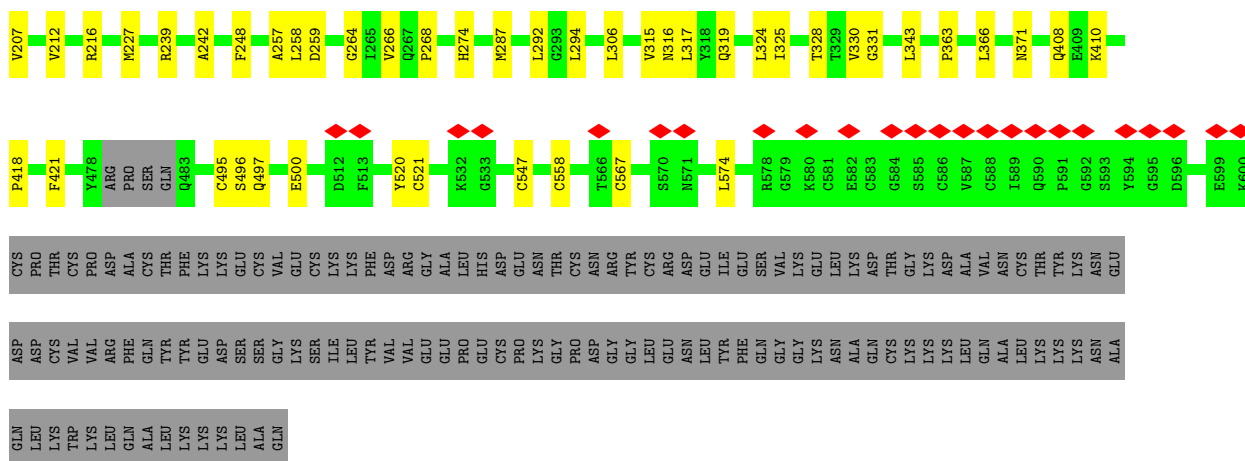 V207 V212 R216 M227 R239 A242 F248 A257 L258 D259 G264 I265 V266 Q267 P268 H274 M287 L292 G293 L294 L306 V315 N316 L317 Y318 Q319 L324 I325 T328 T329 V330 G331 L343 P363 L366 N371 Q408 E409 K410
P418 F421 Y478 ARG PRO SER GLN Q483 C495 S496 Q497 E500 D512 F513 Y520 C521 K532 G533 C547 C558 T566 C567 S570 N571 L574 R578 G579 K580 C581 E582 C583 G584 S585 C586 V587 C588 I589 Q590 P591 G592 S593 Y594 G595 D596 E599 K600
CYS PRO THR CYS PRO ASP ALA CYS THR PHE LYS LYS GLU CYS VAL GLU CYS LYS LYS PHE ASP ARG GLY ALA LEU HIS ASP GLU ASN THR CYS ASN ARG TYR CYS ARG ASP GLU ILE GLU SER VAL LYS GLU LEU LYS ASP THR GLY LYS ASP ALA VAL ASN CYS THR TYR LYS ASN GLU
ASP ASP CYS VAL VAL ARG PHE GLN TYR TYR GLU ASP SER SER GLY LYS SER ILE LEU TYR VAL VAL GLU GLU PRO GLU CYS PRO LYS GLY PRO ASP GLY GLY LEU GLU ASN LEU TYR PHE GLN GLY GLY LYS ASN ALA GLN CYS LYS LYS LYS LEU GLN ALA LEU LYS LYS LYS ASN ALA
GLN LEU LYS TRP LYS LEU GLN ALA LEU LYS LYS LYS LEU ALA GLN